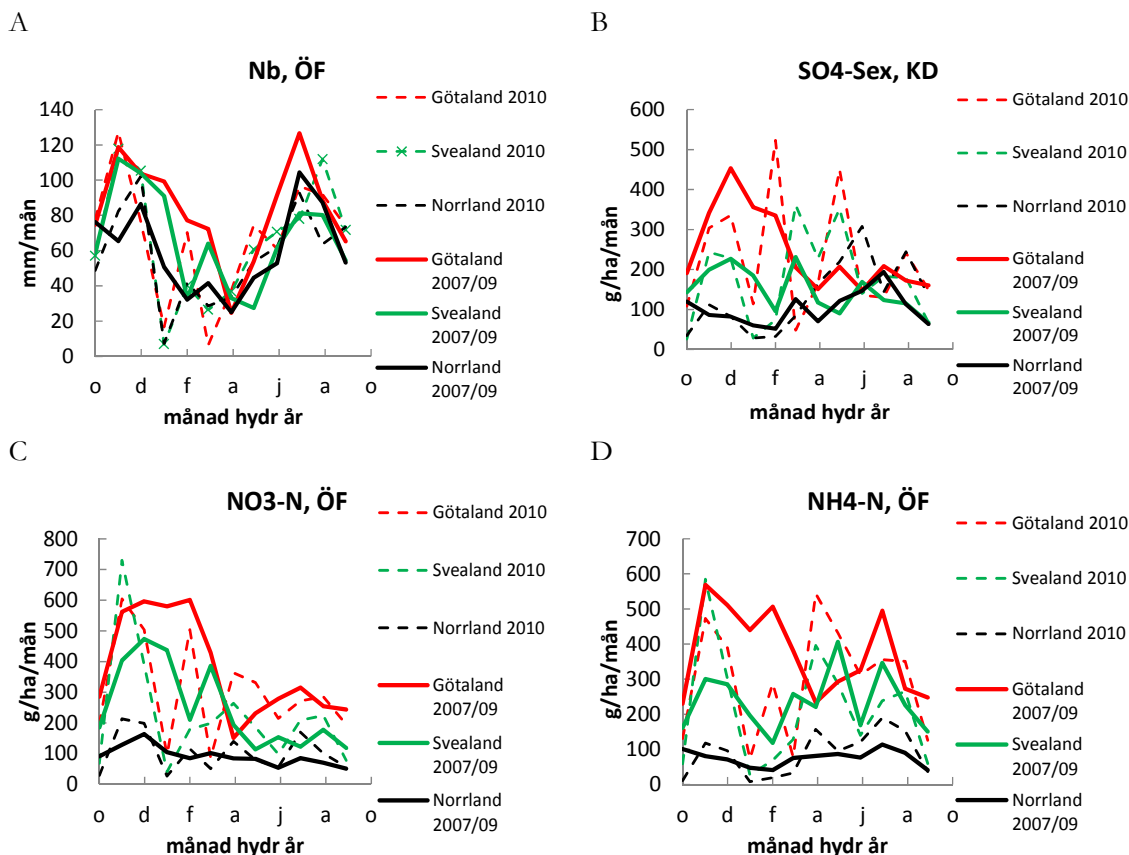 A
Nb, ÖF
mm/mån
140
120
100
80
60
40
20
0
o d f a j a o
månad hydr år
Götaland 2010
Svealand 2010
Norrland 2010
Götaland
2007/09
Svealand
2007/09
Norrland
2007/09
B
SO4-Sex, KD
g/ha/mån
600
500
400
300
200
100
0
o d f a j a o
månad hydr år
Götaland 2010
Svealand 2010
Norrland 2010
Götaland
2007/09
Svealand
2007/09
Norrland
2007/09
C
NO3-N, ÖF
g/ha/mån
800
700
600
500
400
300
200
100
0
o d f a j a o
månad hydr år
Götaland 2010
Svealand 2010
Norrland 2010
Götaland
2007/09
Svealand
2007/09
Norrland
2007/09
D
NH4-N, ÖF
g/ha/mån
700
600
500
400
300
200
100
0
o d f a j a o
månad hydr år
Götaland 2010
Svealand 2010
Norrland 2010
Götaland
2007/09
Svealand
2007/09
Norrland
2007/09